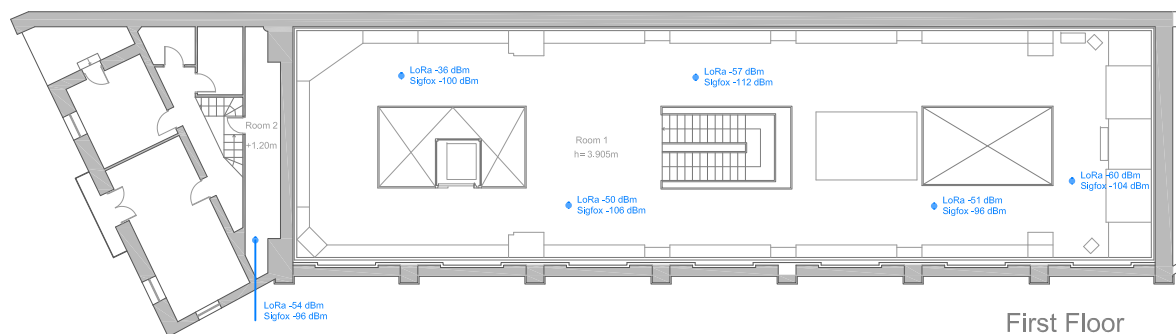 LoRa -36 dBm
Sigfox -100 dBm
LoRa -57 dBm
Sigfox -112 dBm
Room 2
+1.20m
Room 1
h= 3.905m
LoRa -60 dBm
Sigfox -104 dBm
LoRa -50 dBm
Sigfox -106 dBm
LoRa -51 dBm
Sigfox -96 dBm
LoRa -54 dBm
Sigfox -96 dBm
First Floor